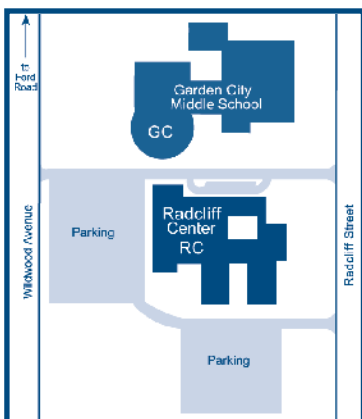 to
Ford
Road
Garden City
Middle School
GC
Radcliff
Center
RC
Parking
Wildwood Avenue
Radcliff Street
Parking